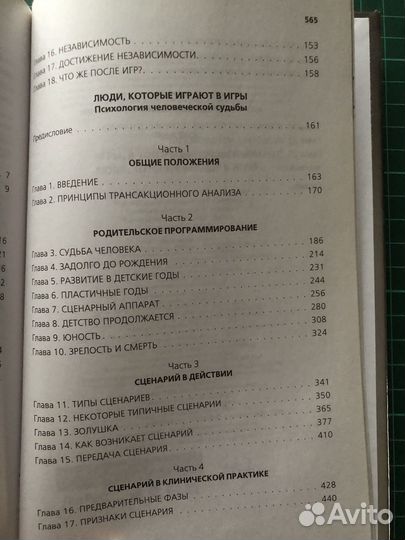 565
Глава 16. НЕЗАВИСИМОСТЬ 153
Глава 17. ДОСТИЖЕНИЕ НЕЗАВИСИМОСТИ. 156
Глава 18. ЧТО ЖЕ ПОСЛЕ ИГР?. 158
ЛЮДИ, КОТОРЫЕ ИГРАЮТ В ИГРЫ
Психология человеческой судьбы
Предисловие 161
Часть 1
ОБЩИЕ ПОЛОЖЕНИЯ
Глава 1. ВВЕДЕНИЕ 163
Глава 2. ПРИНЦИПЫ ТРАНСАКЦИОННОГО АНАЛИЗА 170
Часть 2
РОДИТЕЛЬСКОЕ ПРОГРАММИРОВАНИЕ
Глава 3. СУДЬБА ЧЕЛОВЕКА 186
Глава 4. ЗАДОЛГО ДО РОЖДЕНИЯ 214
Глава 5. РАЗВИТИЕ В ДЕТСКИЕ ГОДЫ 231
Глава 6. ПЛАСТИЧНЫЕ ГОДЫ 244
Глава 7. СЦЕНАРНЫЙ АППАРАТ 256
Глава 8. ДЕТСТВО ПРОДОЛЖАЕТСЯ 280
Глава 9. ЮНОСТЬ 308
Глава 10. ЗРЕЛОСТЬ И СМЕРТЬ 324
Часть 3
СЦЕНАРИЙ В ДЕЙСТВИИ
Глава 11. ТИПЫ СЦЕНАРИЕВ 341
Глава 12. НЕКОТОРЫЕ ТИПИЧНЫЕ СЦЕНАРИИ 350
Глава 13. ЗОЛУШКА 365
Глава 14. КАК ВОЗНИКАЕТ СЦЕНАРИЙ 377
Глава 15. ПЕРЕДАЧА СЦЕНАРИЯ 410
Часть 4
СЦЕНАРИЙ В КЛИНИЧЕСКОЙ ПРАКТИКЕ
Глава 16. ПРЕДВАРИТЕЛЬНЫЕ ФАЗЫ 428
Глава 17. ПРИЗНАКИ СЦЕНАРИЯ 440
7
9
16
21
26
Avito